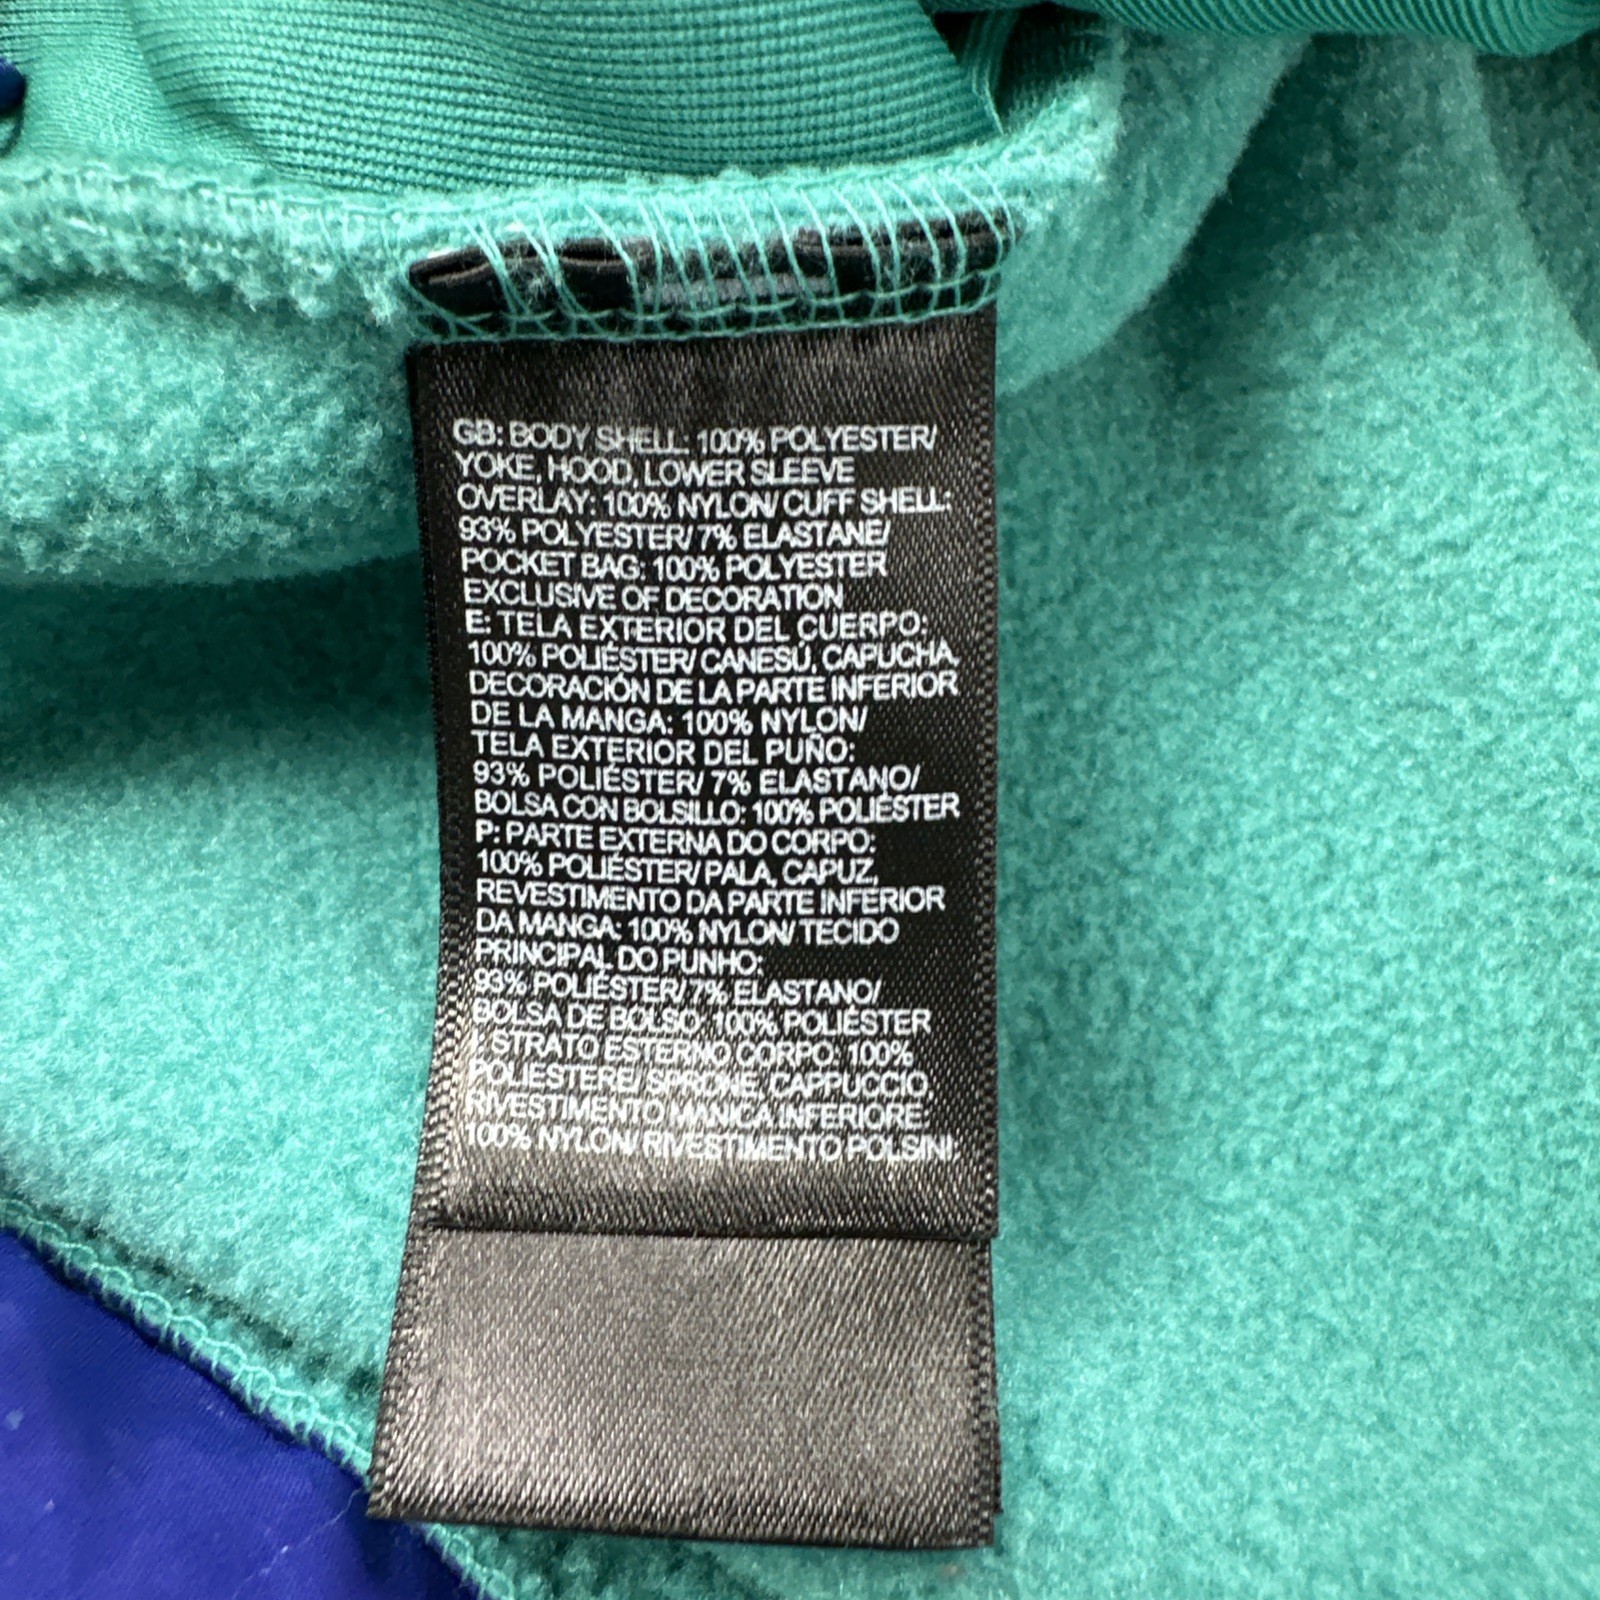 GB: BODY SHELL: 100% POLYESTER/
YOKE, HOOD, LOWER SLEEVE
OVERLAY: 100% NYLON/ CUFF SHELL:
93% POLYESTER/ 7% ELASTANE/
POCKET BAG: 100% POLYESTER
EXCLUSIVE OF DECORATION
E: TELA EXTERIOR DEL CUERPO:
100% POLIÉSTER/ CANESÚ, CAPUCHA,
DECORACIÓN DE LA PARTE INFERIOR
DE LA MANGA: 100% NYLON/
TELA EXTERIOR DEL PUÑO:
93% POLIÉSTER/ 7% ELASTANO/
BOLSA CON BOLSILLO: 100% POLIÉSTER
P: PARTE EXTERNA DO CORPO:
100% POLIÉSTER/ PALA, CAPUZ,
REVESTIMENTO DA PARTE INFERIOR
DA MANGA: 100% NYLON/ TECIDO
PRINCIPAL DO PUNHO:
93% POLIÉSTER/ 7% ELASTANO/
BOLSA DE BOLSO: 100% POLIÉSTER
I: STRATO ESTERNO CORPO: 100%
POLIESTERE/ SPRONE, CAPPUCCIO,
RIVESTIMENTO MANICA INFERIORE:
100% NYLON/ RIVESTIMENTO POLSINI: